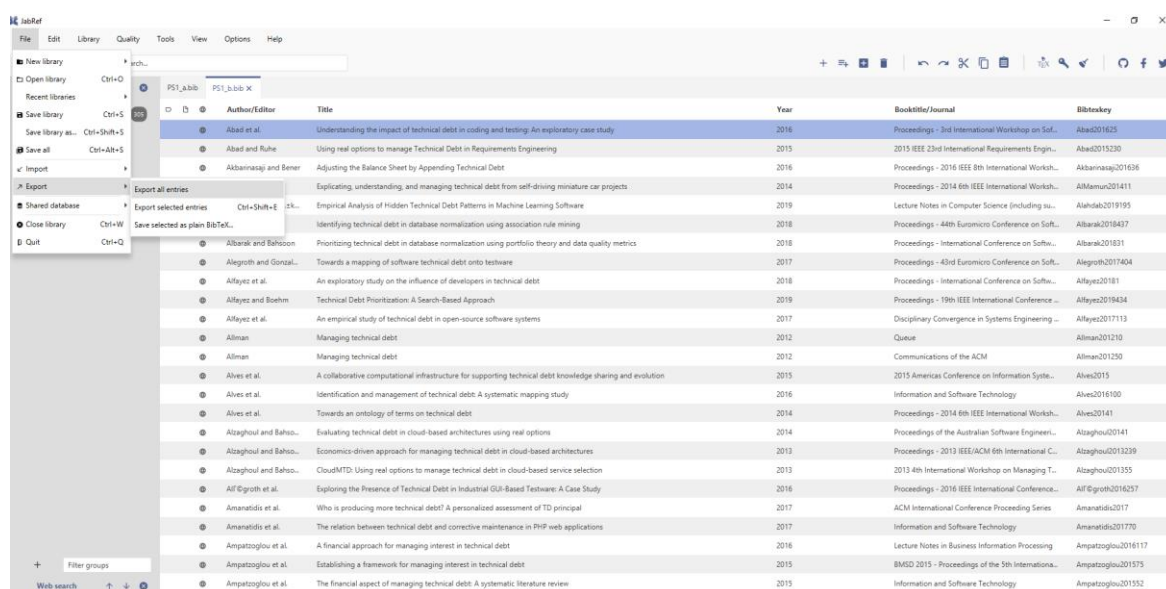 JabRef
File Edit Library Quality Tools View Options Help
New library
Open library Ctrl+O
Recent libraries
Save library Ctrl+S
Save library as... Ctrl+Shift+S
Save all Ctrl+Alt+S
Import
Export
Shared database
Close library Ctrl+W
Quit Ctrl+Q
Export all entries
Export selected entries Ctrl+Shift+E
Save selected as plain BibTeX...
305
PS1_a.bib PS1_b.bib
Author/Editor Title Year Booktitle/Journal Bibtexkey
Abad et al. Understanding the impact of technical debt in coding and testing: An exploratory case study 2016 Proceedings - 3rd International Workshop on Sof... Abad201625
Abad and Ruhe Using real options to manage Technical Debt in Requirements Engineering 2015 2015 IEEE 23rd International Requirements Engin... Abad2015230
Akbarinasaji and Bener Adjusting the Balance Sheet by Appending Technical Debt 2016 Proceedings - 2016 IEEE 8th International Worksh... Akbarinasaji201636
Explicating, understanding, and managing technical debt from self-driving miniature car projects 2014 Proceedings - 2014 6th IEEE International Worksh... AlMamun201411
Empirical Analysis of Hidden Technical Debt Patterns in Machine Learning Software 2019 Lecture Notes in Computer Science (including su... Alahdab2019195
Identifying technical debt in database normalization using association rule mining 2018 Proceedings - 44th Euromicro Conference on Soft... Albarak2018437
Albarak and Bahsoon Prioritizing technical debt in database normalization using portfolio theory and data quality metrics 2018 Proceedings - International Conference on Softw... Albarak201831
Alegroth and Gonzal... Towards a mapping of software technical debt onto testware 2017 Proceedings - 43rd Euromicro Conference on Soft... Alegroth2017404
Alfayez et al. An exploratory study on the influence of developers in technical debt 2018 Proceedings - International Conference on Softw... Alfayez20181
Alfayez and Boehm Technical Debt Prioritization: A Search-Based Approach 2019 Proceedings - 19th IEEE International Conference ... Alfayez2019434
Alfayez et al. An empirical study of technical debt in open-source software systems 2017 Disciplinary Convergence in Systems Engineering ... Alfayez2017113
Allman Managing technical debt 2012 Queue Allman201210
Allman Managing technical debt 2012 Communications of the ACM Allman201250
Alves et al. A collaborative computational infrastructure for supporting technical debt knowledge sharing and evolution 2015 2015 Americas Conference on Information Syste... Alves2015
Alves et al. Identification and management of technical debt: A systematic mapping study 2016 Information and Software Technology Alves2016100
Alves et al. Towards an ontology of terms on technical debt 2014 Proceedings - 2014 6th IEEE International Worksh... Alves20141
Alzaghoul and Bahso... Evaluating technical debt in cloud-based architectures using real options 2014 Proceedings of the Australian Software Engineeri... Alzaghoul20141
Alzaghoul and Bahso... Economics-driven approach for managing technical debt in cloud-based architectures 2013 Proceedings - 2013 IEEE/ACM 6th International C... Alzaghoul2013239
Alzaghoul and Bahso... CloudMTD: Using real options to manage technical debt in cloud-based service selection 2013 2013 4th International Workshop on Managing T... Alzaghoul201355
AlГ©groth et al. Exploring the Presence of Technical Debt in Industrial GUI-Based Testware: A Case Study 2016 Proceedings - 2016 IEEE International Conference... AlГ©groth2016257
Amanatidis et al. Who is producing more technical debt? A personalized assessment of TD principal 2017 ACM International Conference Proceeding Series Amanatidis2017
Amanatidis et al. The relation between technical debt and corrective maintenance in PHP web applications 2017 Information and Software Technology Amanatidis201770
Ampatzoglou et al. A financial approach for managing interest in technical debt 2016 Lecture Notes in Business Information Processing Ampatzoglou2016117
Ampatzoglou et al. Establishing a framework for managing interest in technical debt 2015 BMSD 2015 - Proceedings of the 5th Internationa... Ampatzoglou201575
Ampatzoglou et al. The financial aspect of managing technical debt: A systematic literature review 2015 Information and Software Technology Ampatzoglou201552
Filter groups
Web search